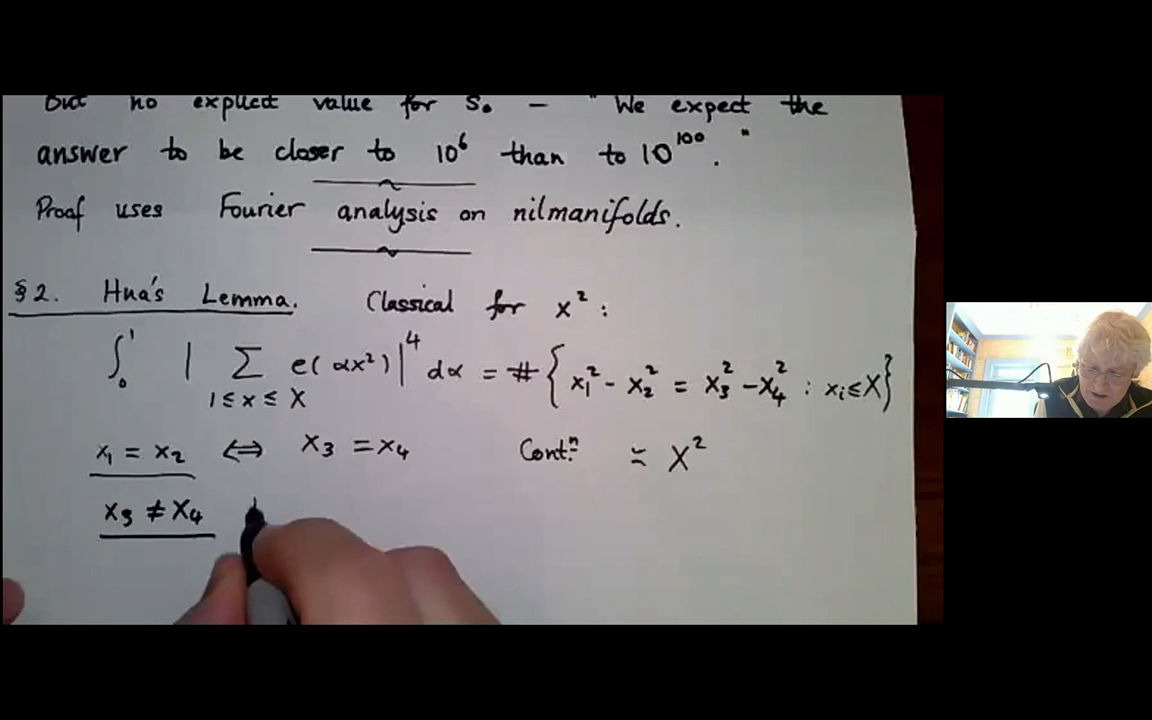 But no explicit value for S₀ – "We expect the
answer to be closer to 10⁶ than to 10¹⁰⁰."
Proof uses Fourier analysis on nilmanifolds.
§2. Hua's Lemma. Classical for x² :
∫₀¹ | ∑_{1≤x≤X} e(αx²)|⁴ dα = #{x₁² - x₂² = x₃² - x₄² : xᵢ≤X}
x₁ = x₂ ⇔ x₃ = x₄ Contⁿ ≍ X²
x₃ ≠ x₄